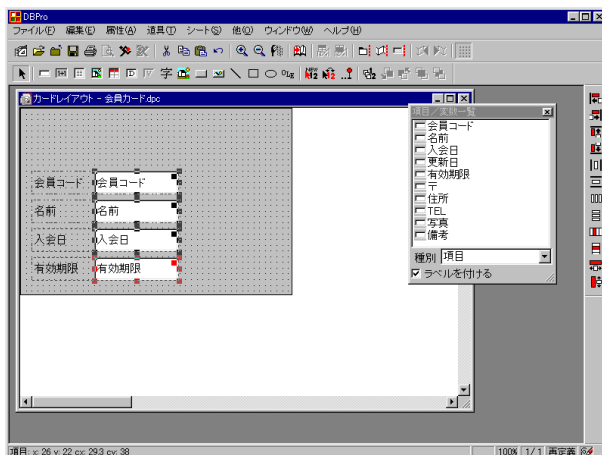 DBPro
ファイル(F) 編集(E) 属性(A) 道具(T) シート(S) 他(O) ウィンドウ(W) ヘルプ(H)
カードレイアウト - 会員カード.dpc
会員コード 会員コード
名前 名前
入会日 入会日
有効期限 有効期限
項目/変数一覧
会員コード
名前
入会日
更新日
有効期限
〒
住所
TEL
写真
備考
種別 項目
ラベルを付ける
項目: x: 26 y: 22 cx: 29.3 cy: 38
100% 1/1 再定義